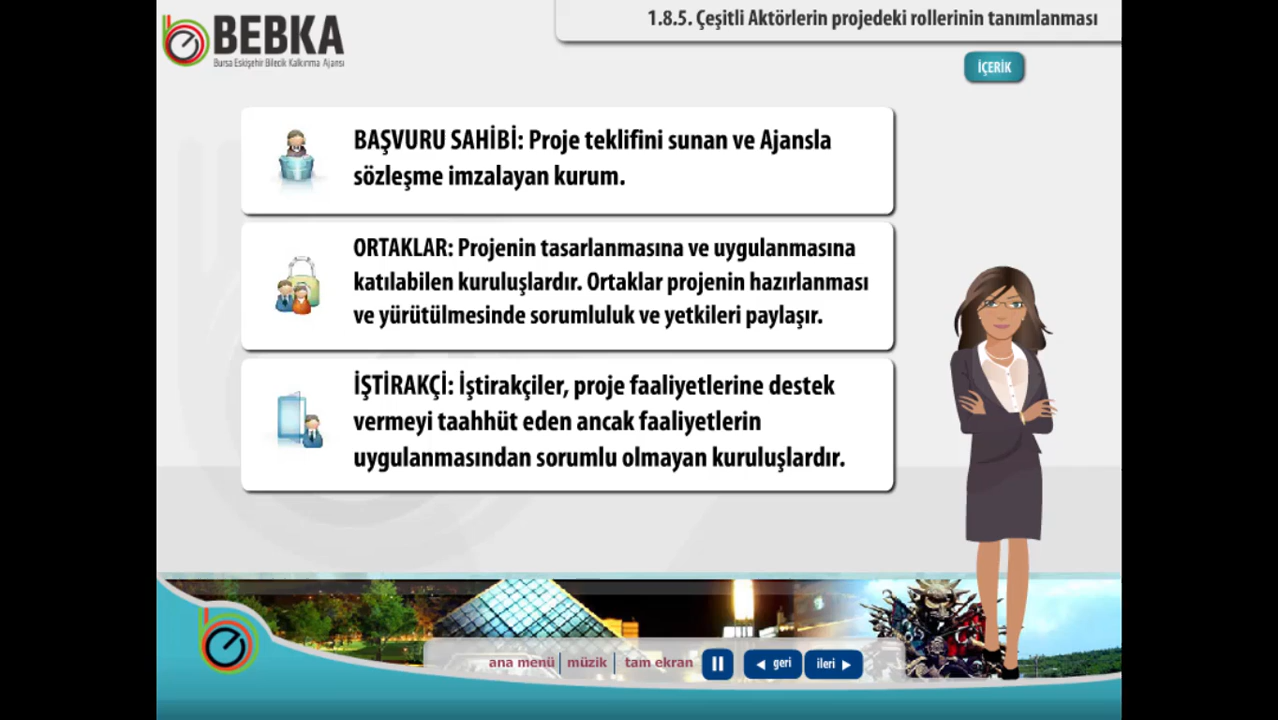 BEBKA
Bursa Eskişehir Bilecik Kalkınma Ajansı
1.8.5. Çeşitli Aktörlerin projedeki rollerinin tanımlanması
İÇERİK
BAŞVURU SAHİBİ: Proje teklifini sunan ve Ajansla
sözleşme imzalayan kurum.
ORTAKLAR: Projenin tasarlanmasına ve uygulanmasına
katılabilen kuruluşlardır. Ortaklar projenin hazırlanması
ve yürütülmesinde sorumluluk ve yetkileri paylaşır.
İŞTİRAKÇİ: İştirakçiler, proje faaliyetlerine destek
vermeyi taahhüt eden ancak faaliyetlerin
uygulanmasından sorumlu olmayan kuruluşlardır.
ana menü | müzik | tam ekran geri ileri